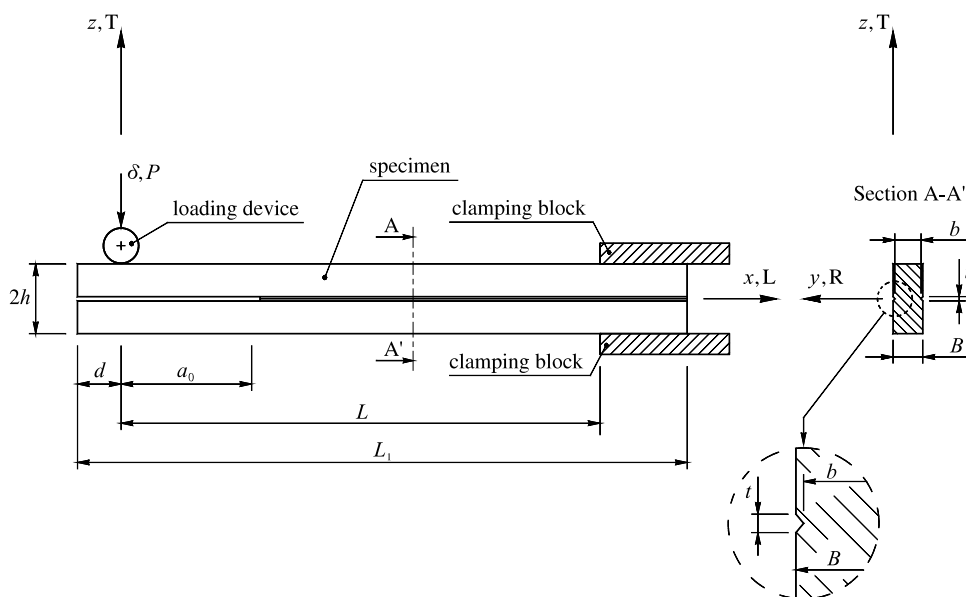 z,T
z,T
δ,P
specimen
loading device
A
clamping block
Section A-A'
b
2h
x,L
y,R
A'
clamping block
B
d
a₀
L
L₁
t
b
B